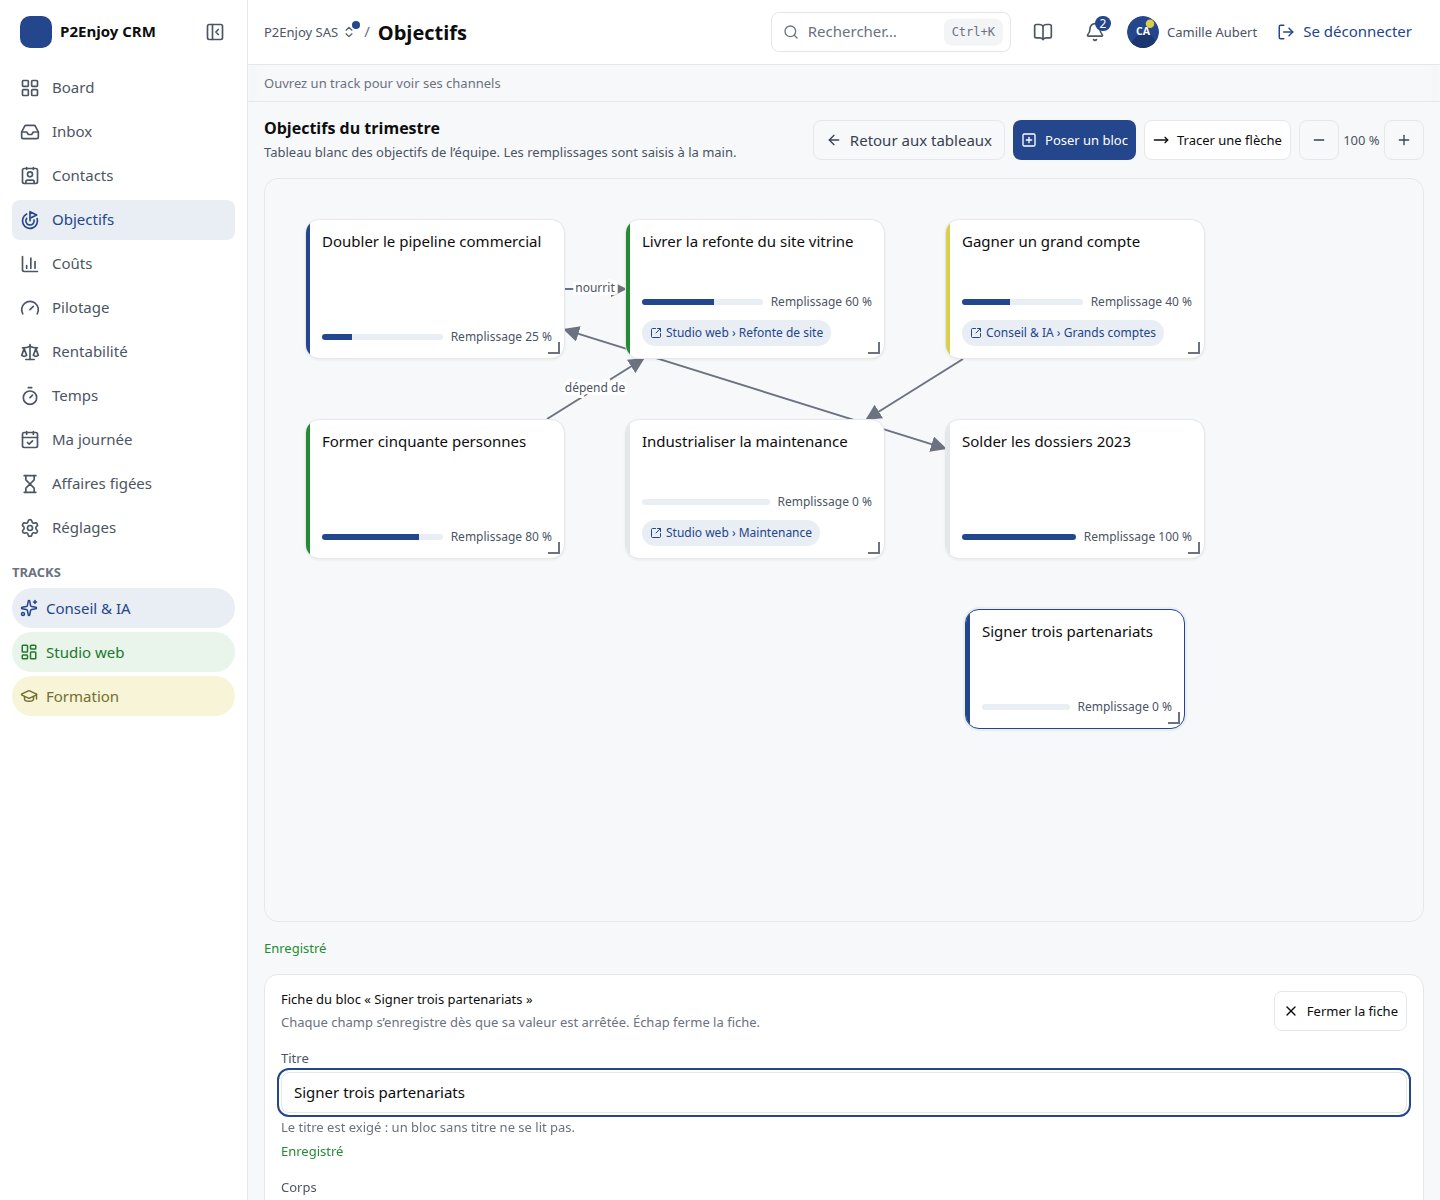 P2Enjoy CRM
Board
Inbox
Contacts
Objectifs
Coûts
Pilotage
Rentabilité
Temps
Ma journée
Affaires figées
Réglages
TRACKS
Conseil & IA
Studio web
Formation
P2Enjoy SAS / Objectifs
Rechercher... Ctrl+K
2
CA
Camille Aubert
Se déconnecter
Ouvrez un track pour voir ses channels
Objectifs du trimestre
Tableau blanc des objectifs de l'équipe. Les remplissages sont saisis à la main.
Retour aux tableaux
Poser un bloc
Tracer une flèche
100 %
Doubler le pipeline commercial
Remplissage 25 %
nourrit
Livrer la refonte du site vitrine
Remplissage 60 %
Studio web › Refonte de site
Gagner un grand compte
Remplissage 40 %
Conseil & IA › Grands comptes
dépend de
Former cinquante personnes
Remplissage 80 %
Industrialiser la maintenance
Remplissage 0 %
Studio web › Maintenance
Solder les dossiers 2023
Remplissage 100 %
Signer trois partenariats
Remplissage 0 %
Enregistré
Fiche du bloc « Signer trois partenariats »
Chaque champ s'enregistre dès que sa valeur est arrêtée. Échap ferme la fiche.
Fermer la fiche
Titre
Signer trois partenariats
Le titre est exigé : un bloc sans titre ne se lit pas.
Enregistré
Corps